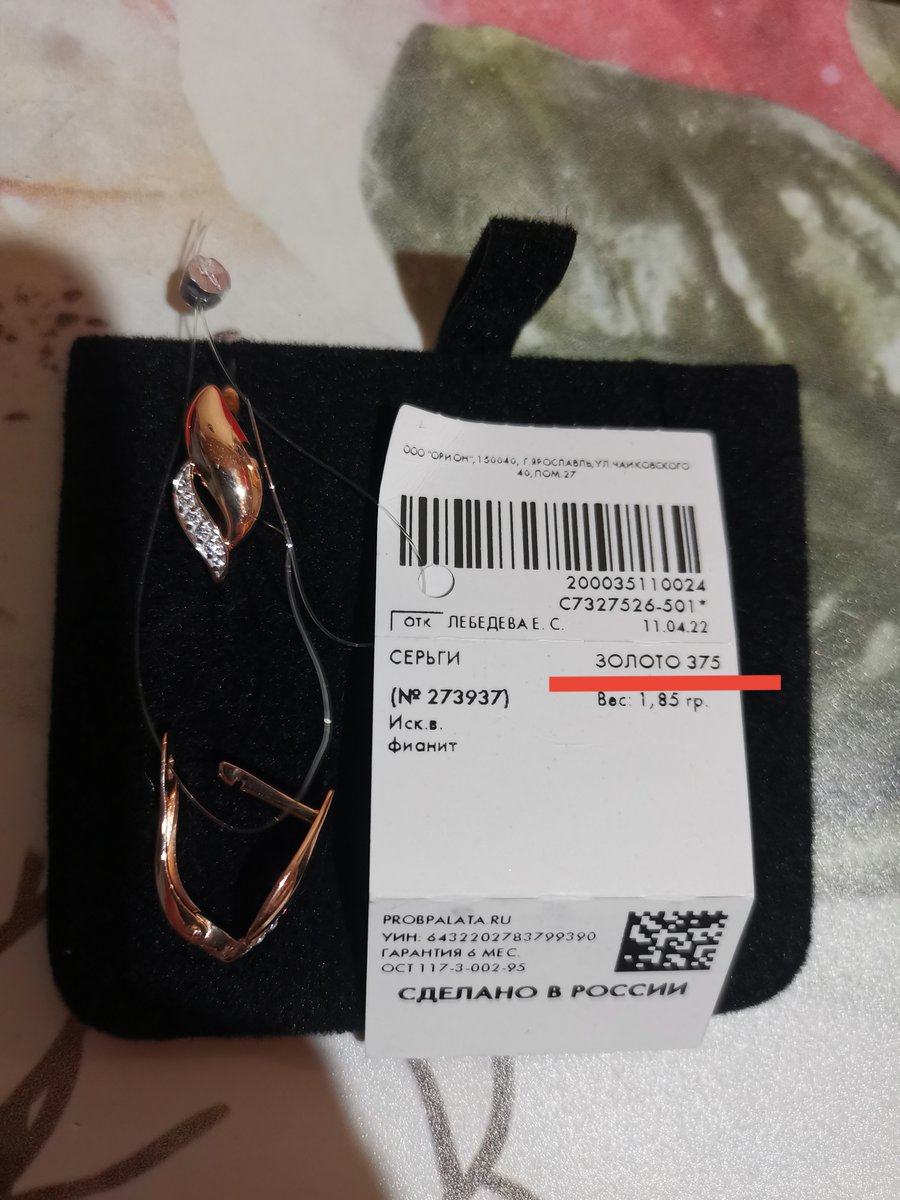 ООО "ОРИОН", 150040, Г.ЯРОСЛАВЛЬ,УЛ.ЧАЙКОВСКОГО
40,ПОМ.27
200035110024
С7327526-501*
ОТК ЛЕБЕДЕВА Е. С. 11.04.22
СЕРЬГИ ЗОЛОТО 375
(№ 273937) Вес: 1,85 гр.
Иск.в.
фианит
PROBPALATA.RU
УИН: 6432202783799390
ГАРАНТИЯ 6 МЕС.
ОСТ 117-3-002-95
СДЕЛАНО В РОССИИ